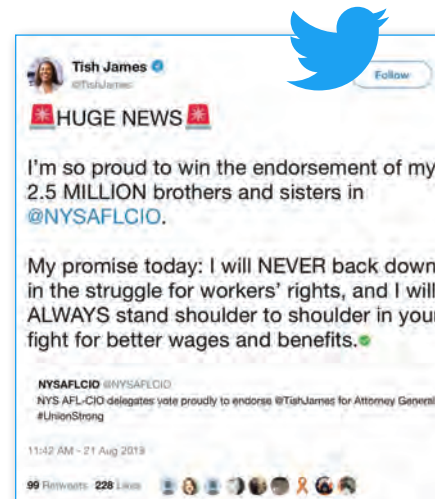 Tish James
@TishJames
Follow
HUGE NEWS
I'm so proud to win the endorsement of my
2.5 MILLION brothers and sisters in
@NYSAFLCIO.
My promise today: I will NEVER back down
in the struggle for workers' rights, and I will
ALWAYS stand shoulder to shoulder in your
fight for better wages and benefits.
NYSAFLCIO @NYSAFLCIO
NYS AFL-CIO delegates vote proudly to endorse @TishJames for Attorney General
#UnionStrong
11:42 AM - 21 Aug 2018
99 Retweets 228 Likes